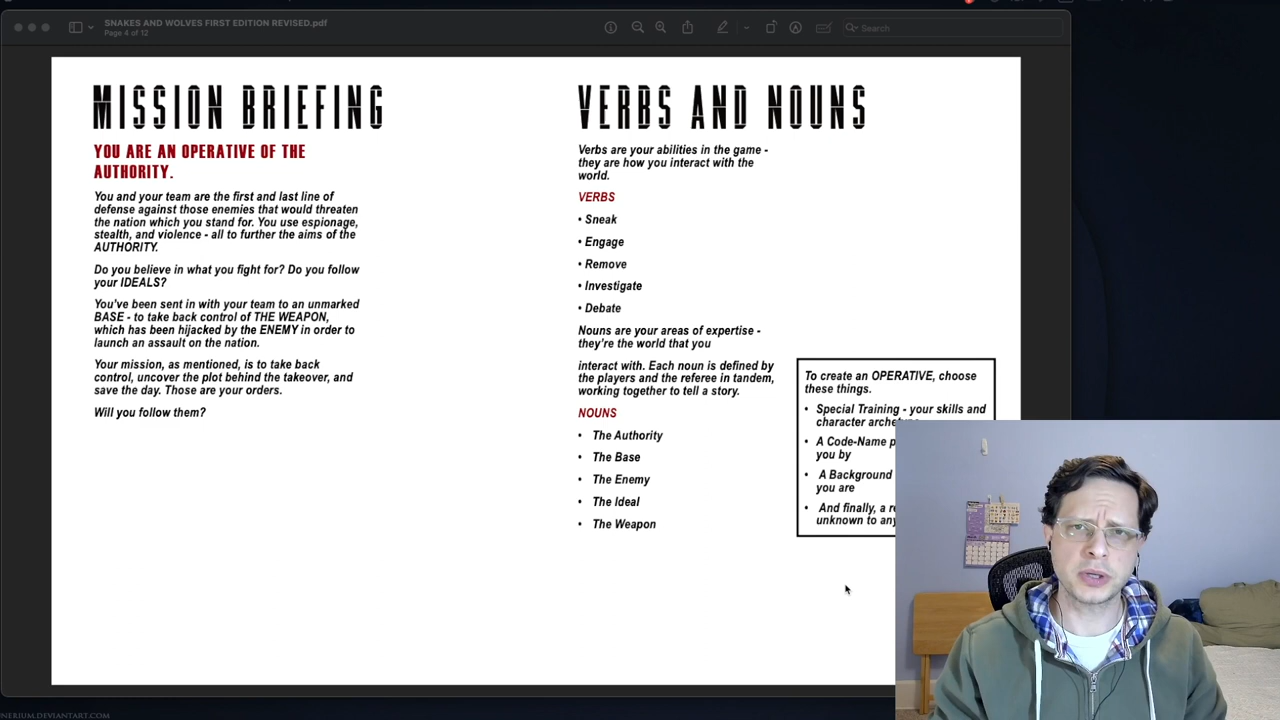 SNAKES AND WOLVES FIRST EDITION REVISED.pdf
Page 4 of 12
Search
MISSION BRIEFING
YOU ARE AN OPERATIVE OF THE
AUTHORITY.
You and your team are the first and last line of
defense against those enemies that would threaten
the nation which you stand for. You use espionage,
stealth, and violence - all to further the aims of the
AUTHORITY.
Do you believe in what you fight for? Do you follow
your IDEALS?
You've been sent in with your team to an unmarked
BASE - to take back control of THE WEAPON,
which has been hijacked by the ENEMY in order to
launch an assault on the nation.
Your mission, as mentioned, is to take back
control, uncover the plot behind the takeover, and
save the day. Those are your orders.
Will you follow them?
VERBS AND NOUNS
Verbs are your abilities in the game -
they are how you interact with the
world.
VERBS
• Sneak
• Engage
• Remove
• Investigate
• Debate
Nouns are your areas of expertise -
they're the world that you
interact with. Each noun is defined by
the players and the referee in tandem,
working together to tell a story.
NOUNS
• The Authority
• The Base
• The Enemy
• The Ideal
• The Weapon
To create an OPERATIVE, choose
these things.
• Special Training - your skills and
character
• A Code-Name
you by
• A Background
you are
• And finally, a
unknown to
NERIUM.DEVIANTART.COM